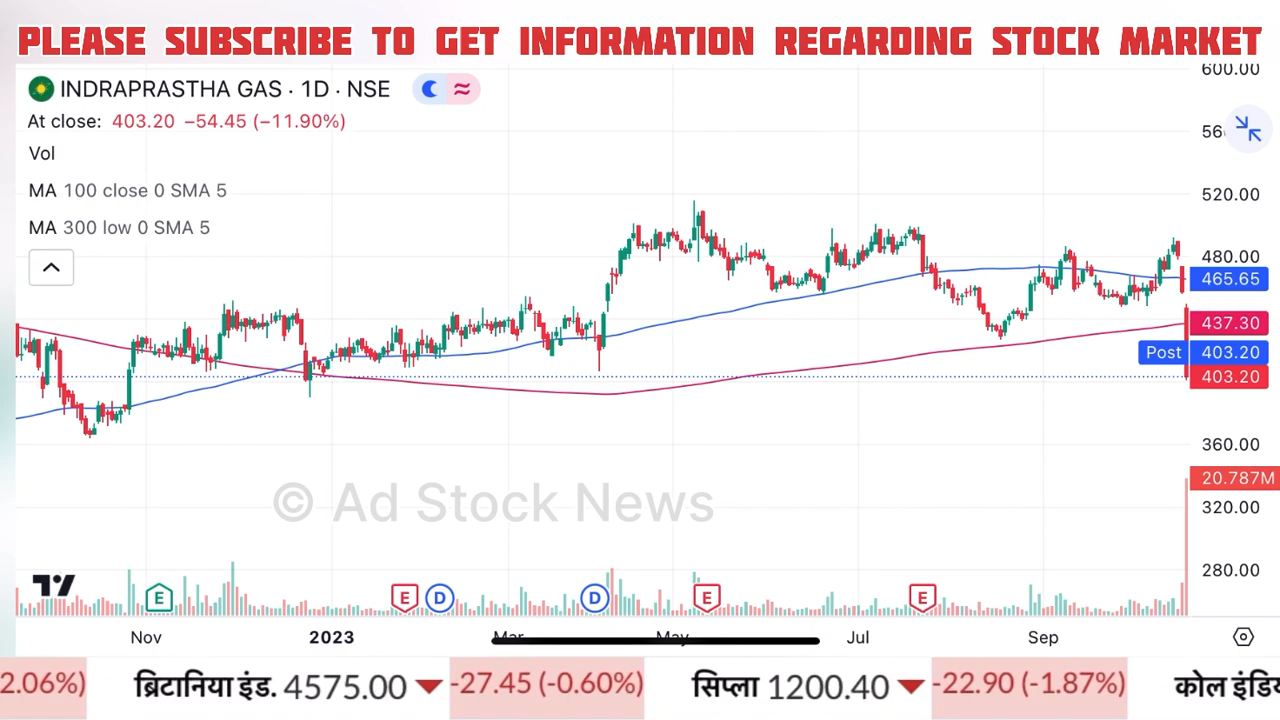 PLEASE SUBSCRIBE TO GET INFORMATION REGARDING STOCK MARKET
INDRAPRASTHA GAS · 1D · NSE
At close: 403.20 −54.45 (−11.90%)
Vol
MA 100 close 0 SMA 5
MA 300 low 0 SMA 5
600.00
520.00
480.00
465.65
437.30
Post 403.20
403.20
360.00
20.787M
320.00
280.00
© Ad Stock News
E E D D E E
Nov 2023 Mar May Jul Sep
2.06%) ब्रिटानिया इंड. 4575.00 ▼ -27.45 (-0.60%) सिप्ला 1200.40 ▼ -22.90 (-1.87%) कोल